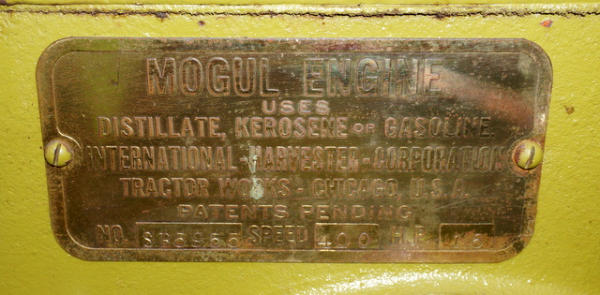 MOGUL ENGINE
USES
DISTILLATE, KEROSENE OR GASOLINE.
INTERNATIONAL-HARVESTER-CORPORATION
TRACTOR WORKS - CHICAGO, U.S.A.
PATENTS PENDING
NO. SPEED 400 H.P.